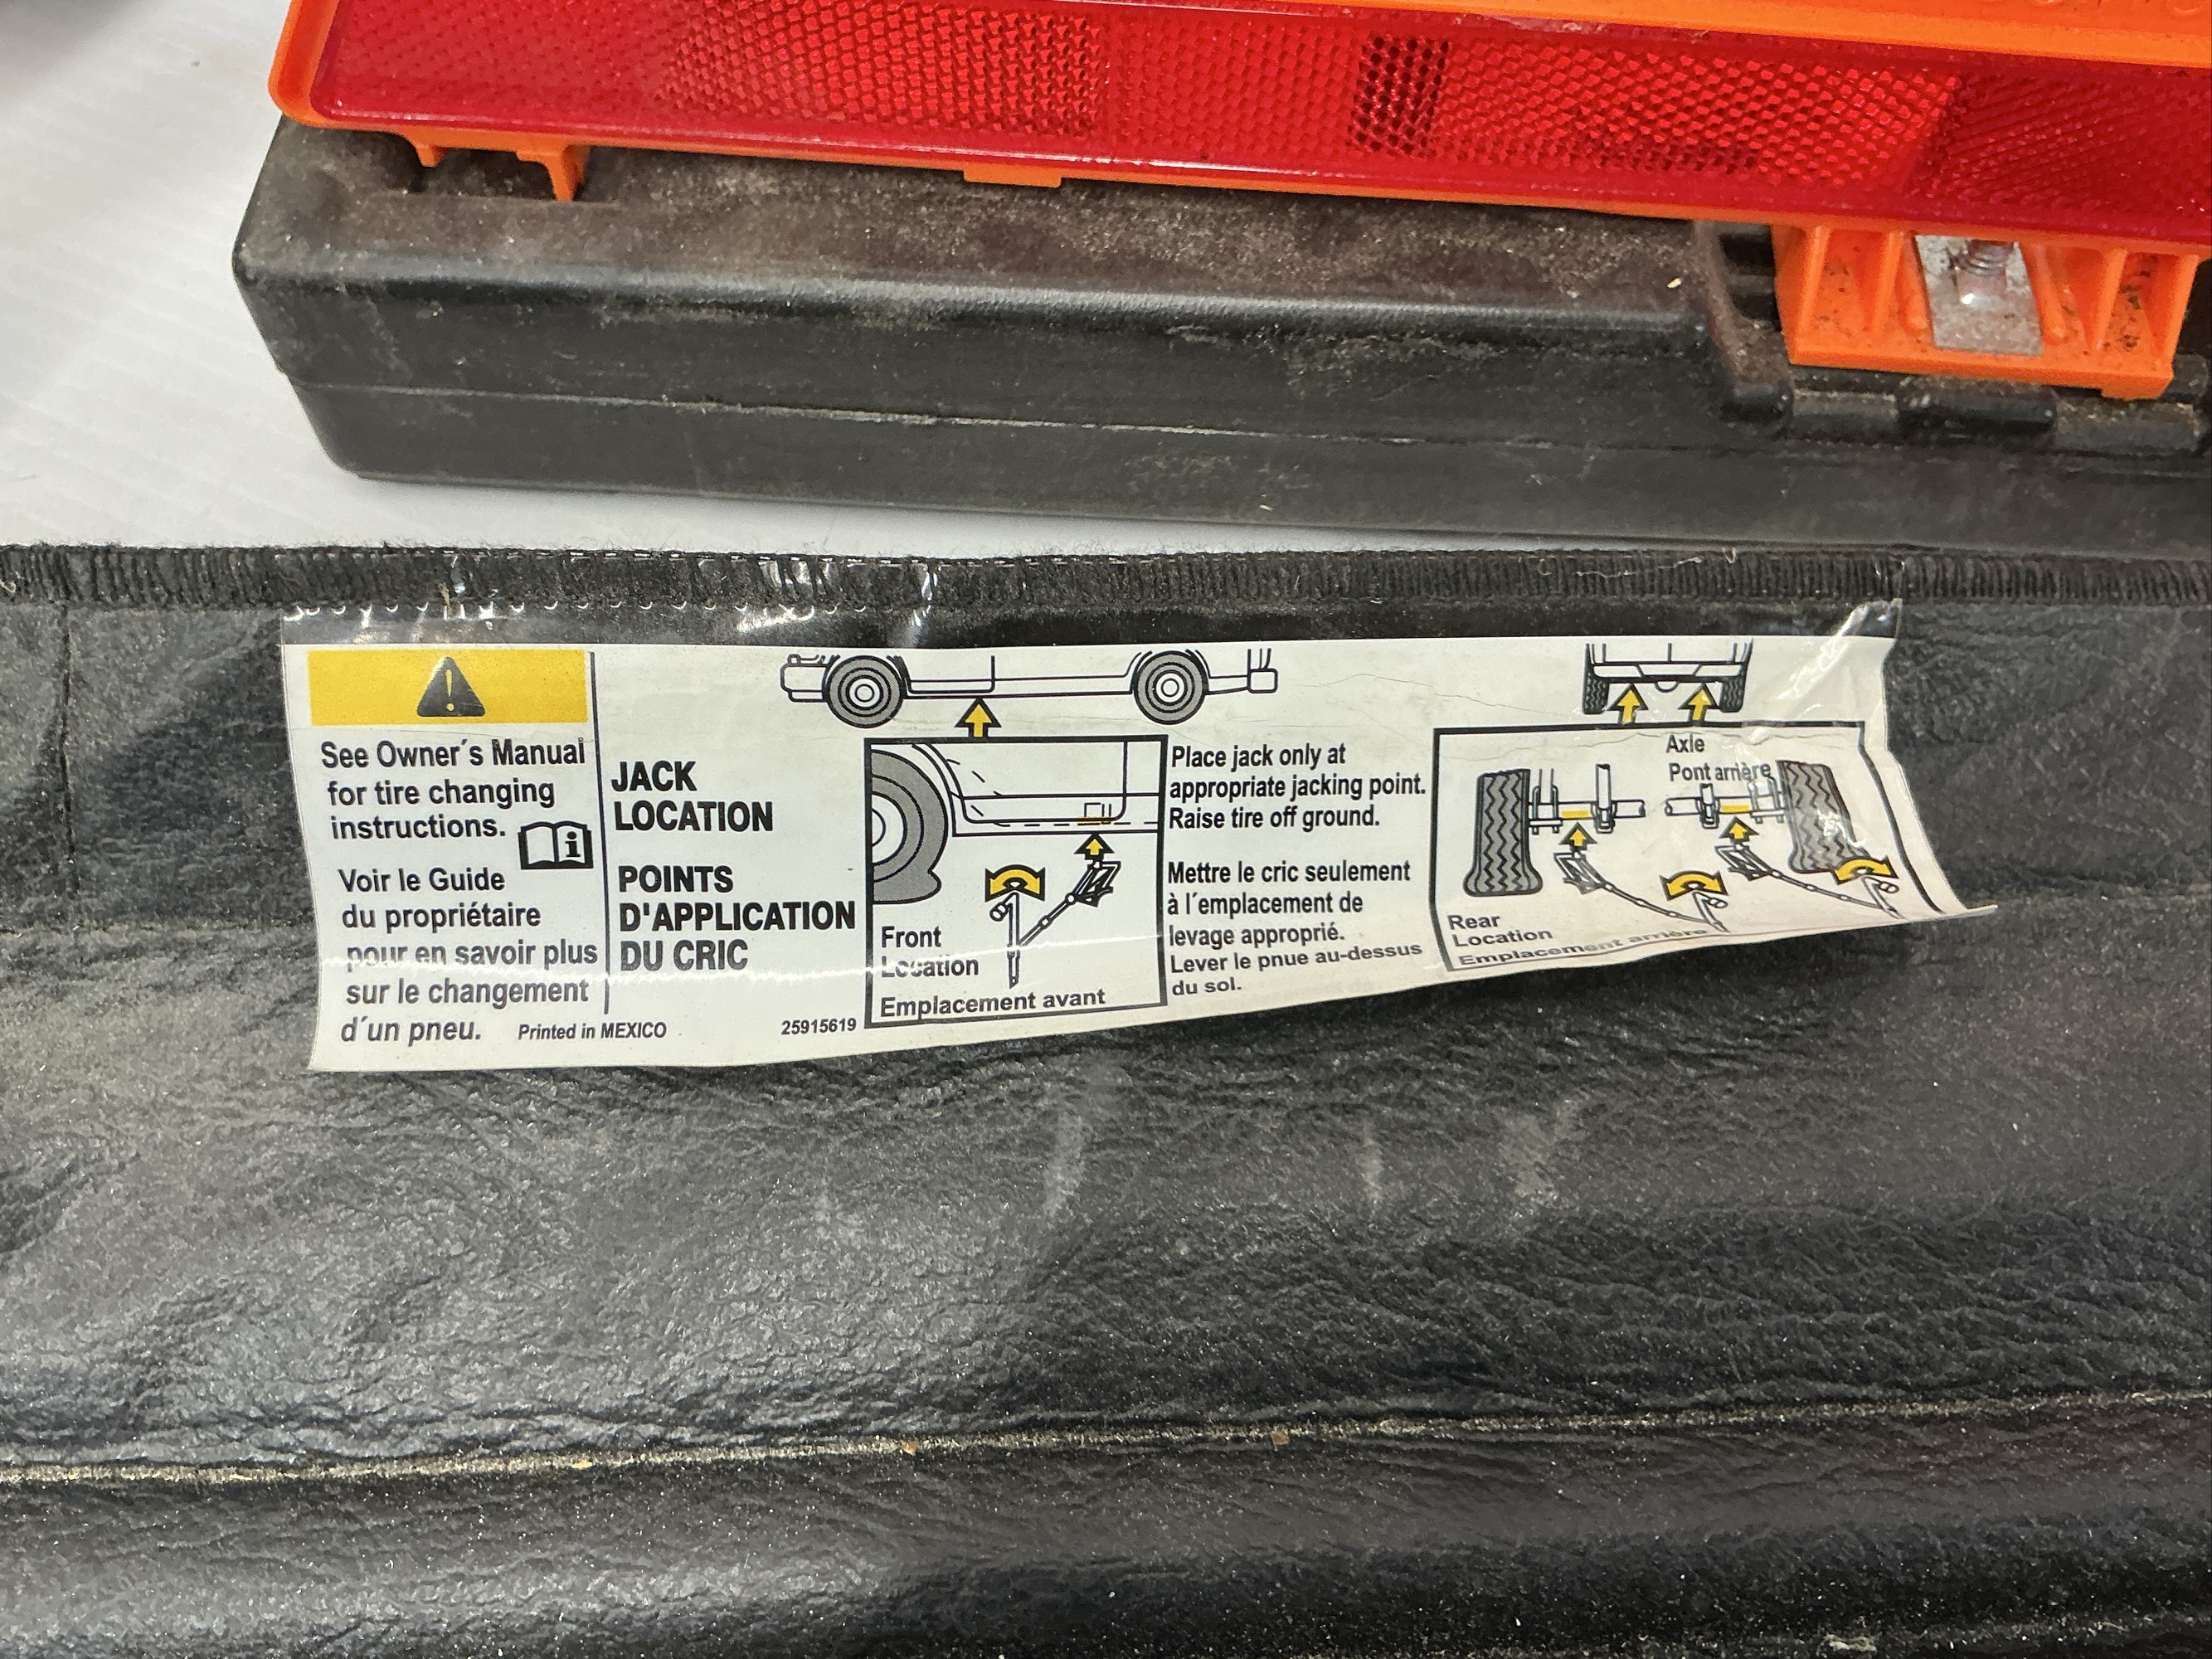 See Owner´s Manual
for tire changing
instructions.
Voir le Guide
du propriétaire
pour en savoir plus
sur le changement
d´un pneu.
Printed in MEXICO
JACK
LOCATION
POINTS
D'APPLICATION
DU CRIC
25915619
Front
Location
Emplacement avant
Place jack only at
appropriate jacking point.
Raise tire off ground.
Mettre le cric seulement
à l´emplacement de
levage approprié.
Lever le pnue au-dessus
du sol.
Axle
Pont arrière
Rear
Location
Emplacement arrière